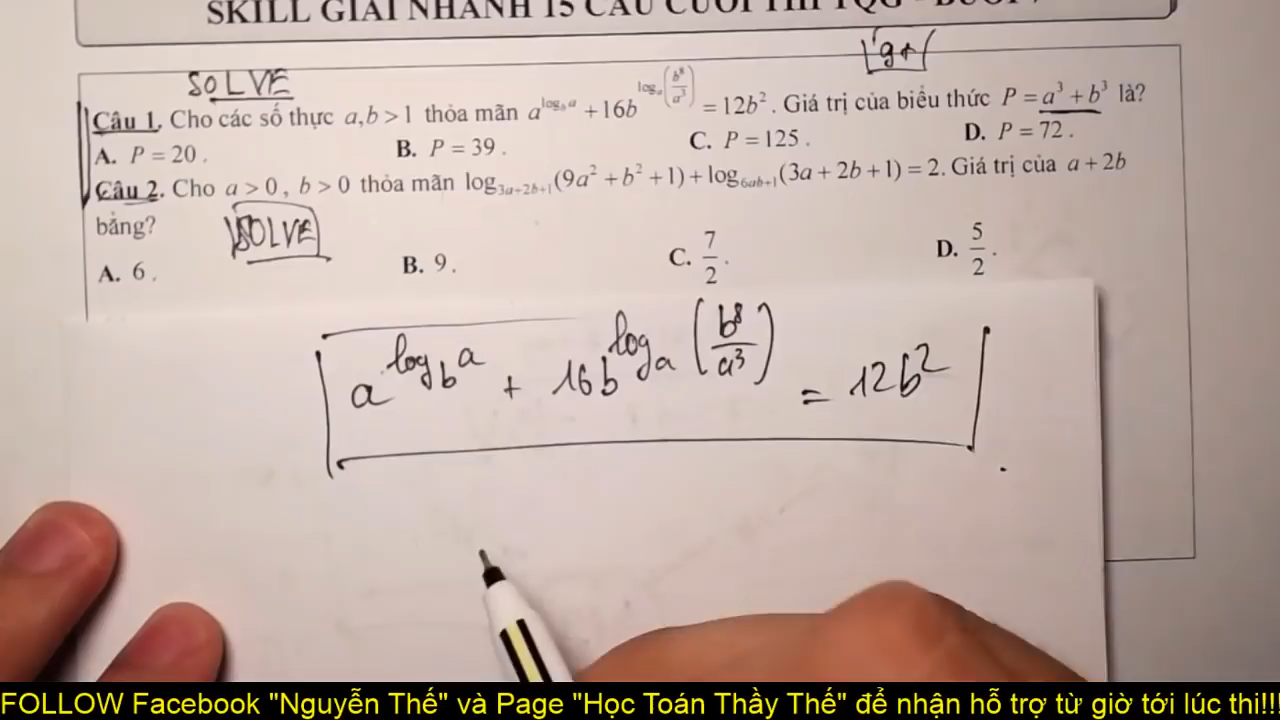 SKILL GIẢI NHANH 15 CÂU CUỐI THI TQG - BUỔI
SOLVE
Câu 1. Cho các số thực a,b > 1 thỏa mãn a^{log_b a} + 16b^{log_a(b^8/a^3)} = 12b^2. Giá trị của biểu thức P = a^3 + b^3 là?
A. P = 20. B. P = 39. C. P = 125. D. P = 72.
Câu 2. Cho a > 0, b > 0 thỏa mãn log_{3a+2b+1}(9a^2 + b^2 + 1) + log_{6ab+1}(3a + 2b + 1) = 2. Giá trị của a + 2b
bằng?
SOLVE
A. 6. B. 9. C. 7/2. D. 5/2.
a^{log_b a} + 16b^{log_a(b^8/a^3)} = 12b^2
FOLLOW Facebook "Nguyễn Thế" và Page "Học Toán Thầy Thế" để nhận hỗ trợ từ giờ tới lúc thi!!!